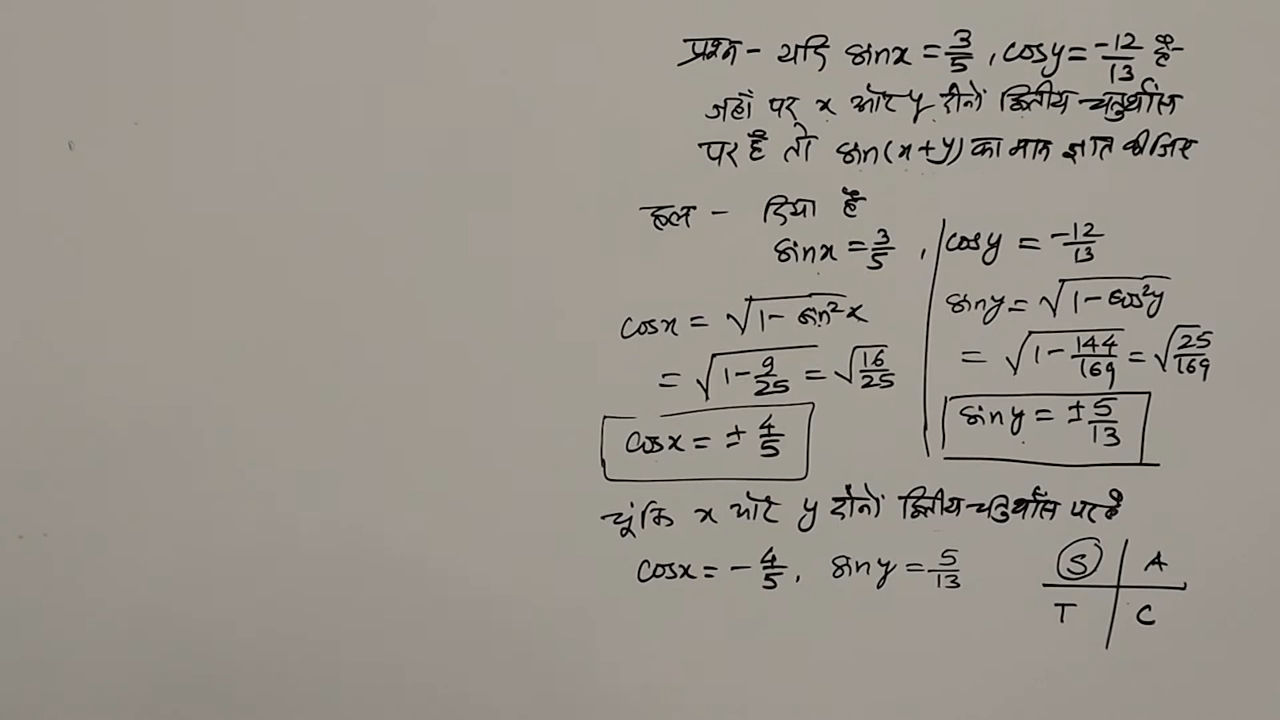 प्रश्न - यदि sinx = 3/5 , cosy = -12/13 है
जहाँ पर x और y दोनों द्वितीय चतुर्थांस
पर हैं तो sin(x+y) का मान ज्ञात कीजिए
हल - दिया है
sinx = 3/5 , cosy = -12/13
cosx = √(1 - sin²x)
= √(1 - 9/25) = √(16/25)
cosx = ± 4/5
siny = √(1 - cos²y)
= √(1 - 144/169) = √(25/169)
siny = ± 5/13
चूंकि x और y दोनों द्वितीय चतुर्थांस पर है
cosx = - 4/5 , siny = 5/13
S A
T C